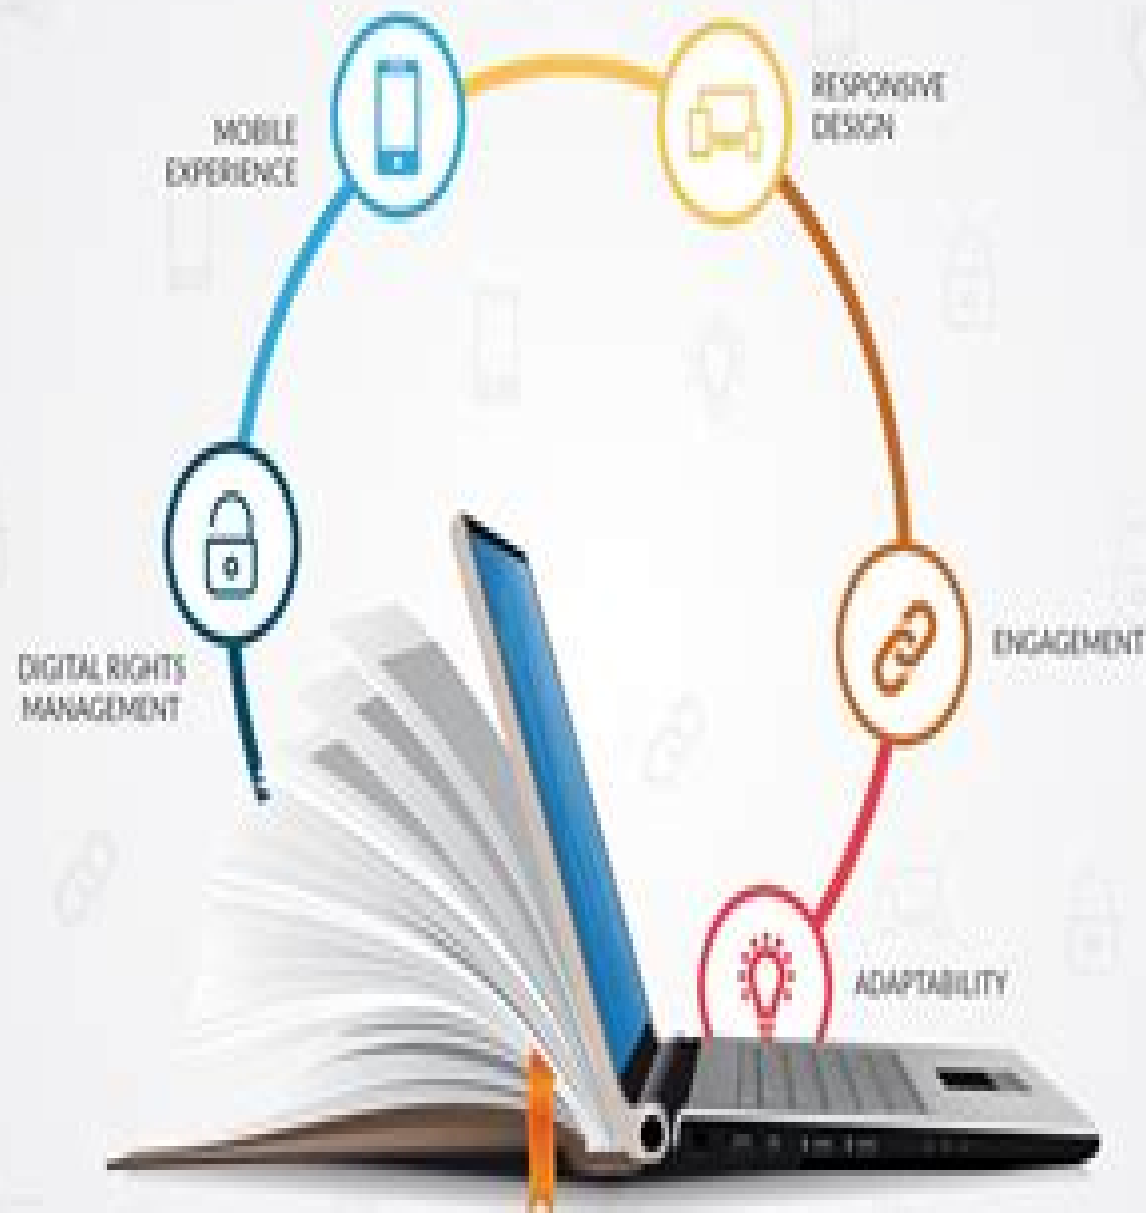 MOBILE
EXPERIENCE
RESPONSIVE
DESIGN
DIGITAL RIGHTS
MANAGEMENT
ENGAGEMENT
ADAPTABILITY